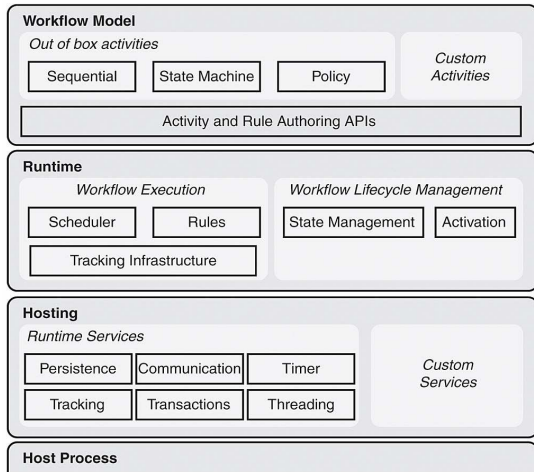 Workflow Model
Out of box activities
Sequential
State Machine
Policy
Custom
Activities
Activity and Rule Authoring APIs
Runtime
Workflow Execution
Scheduler
Rules
Tracking Infrastructure
Workflow Lifecycle Management
State Management
Activation
Hosting
Runtime Services
Persistence
Communication
Timer
Tracking
Transactions
Threading
Custom
Services
Host Process